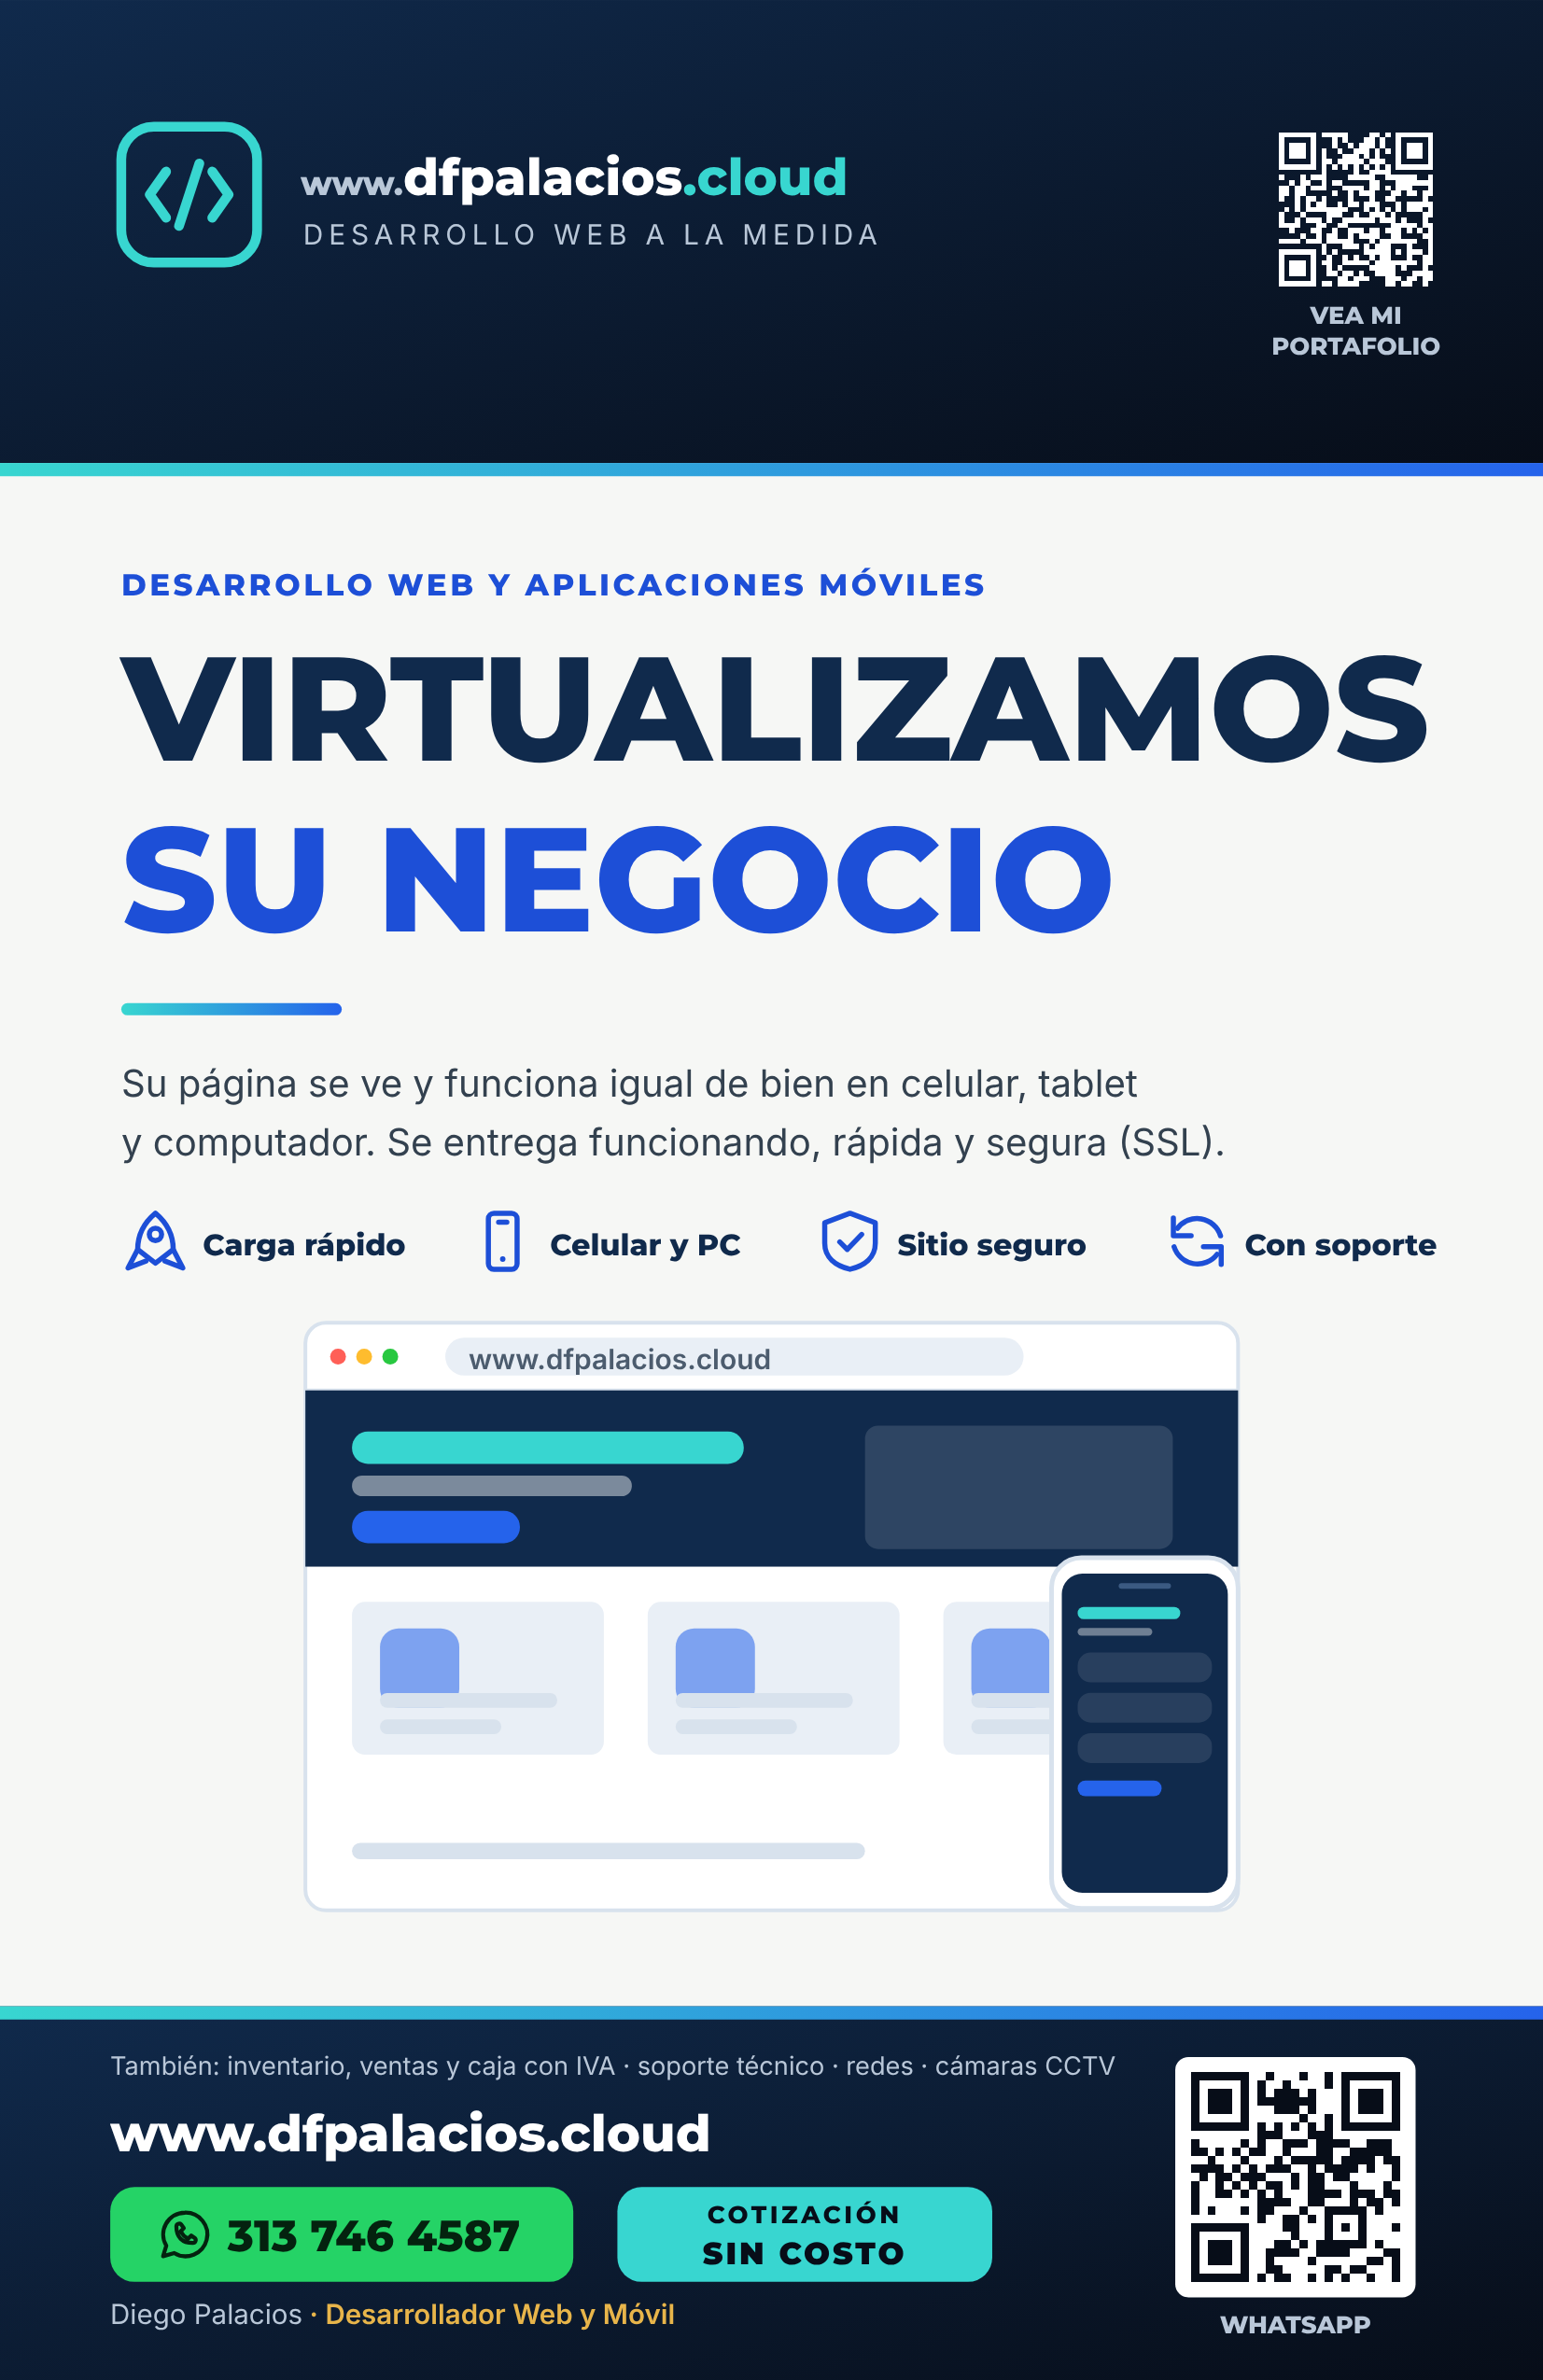 www.dfpalacios.cloud
DESARROLLO WEB A LA MEDIDA
VEA MI
PORTAFOLIO
DESARROLLO WEB Y APLICACIONES MÓVILES
VIRTUALIZAMOS
SU NEGOCIO
Su página se ve y funciona igual de bien en celular, tablet
y computador. Se entrega funcionando, rápida y segura (SSL).
Carga rápido
Celular y PC
Sitio seguro
Con soporte
www.dfpalacios.cloud
También: inventario, ventas y caja con IVA · soporte técnico · redes · cámaras CCTV
www.dfpalacios.cloud
313 746 4587
COTIZACIÓN
SIN COSTO
Diego Palacios · Desarrollador Web y Móvil
WHATSAPP